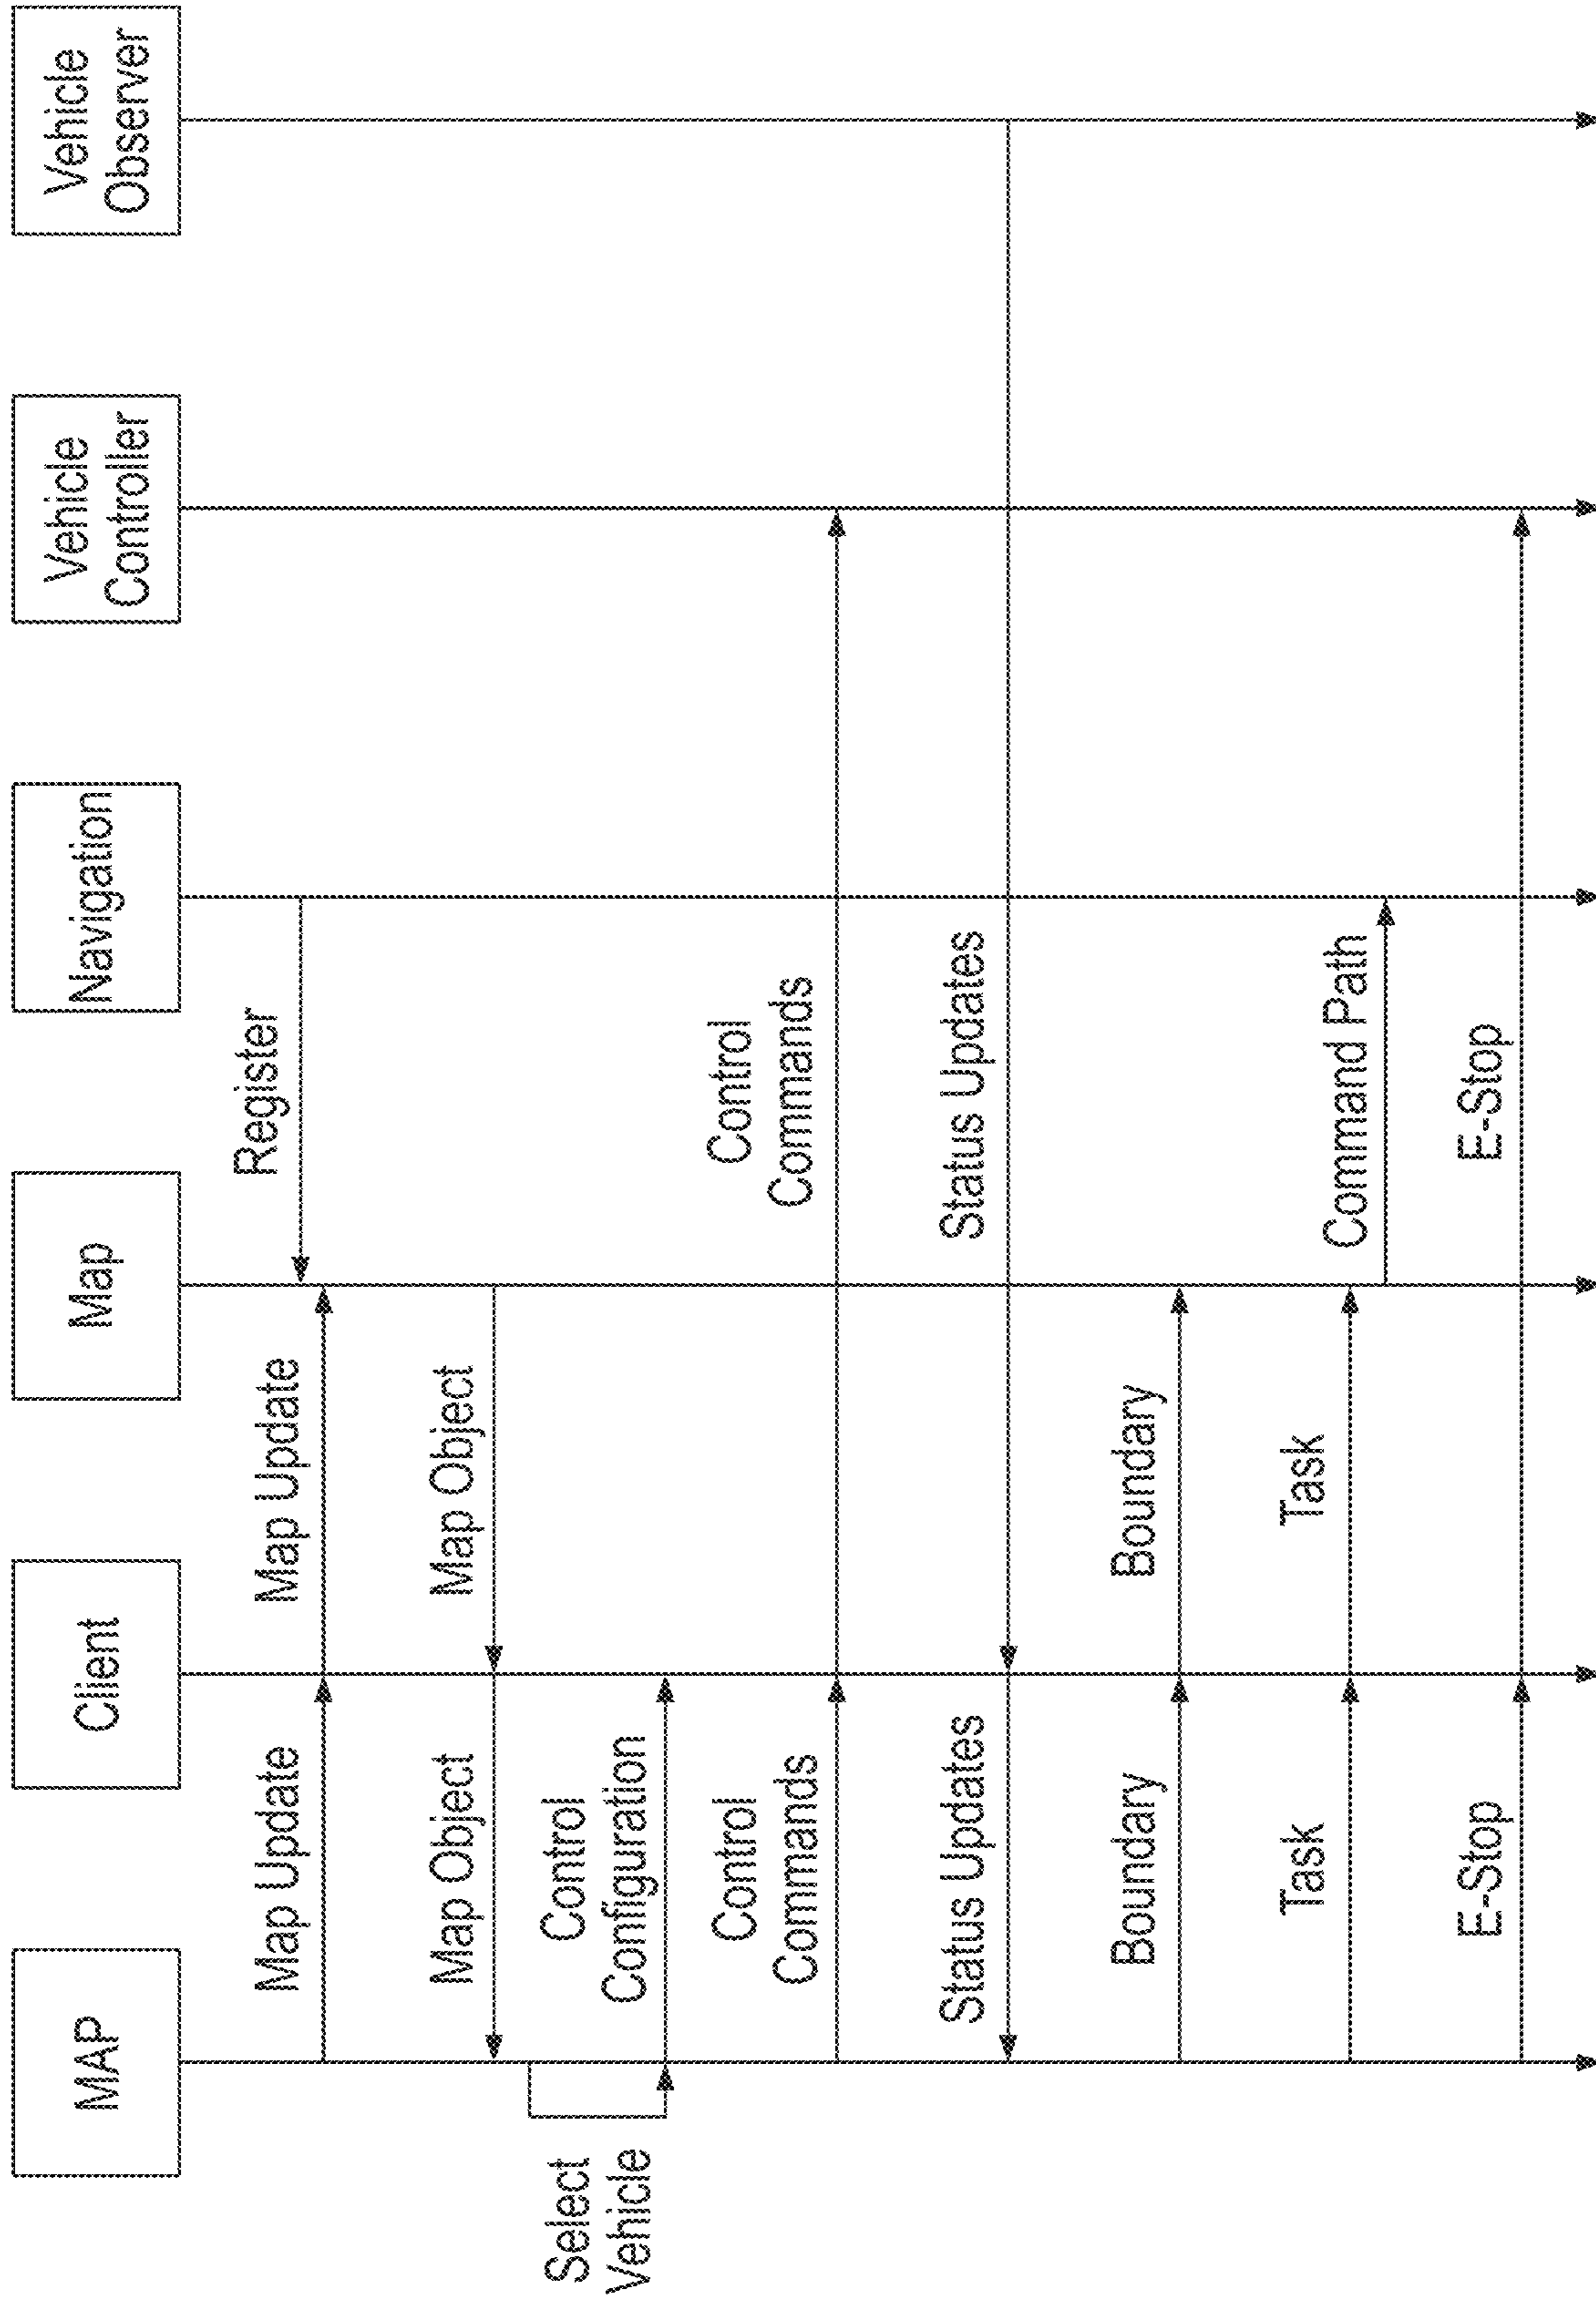 MAP
Client
Map
Navigation
Vehicle
Controller
Vehicle
Observer
Register
Map Update
Map Update
Map Object
Map Object
Select
Vehicle
Control
Configuration
Control
Commands
Control
Commands
Status Updates
Status Updates
Boundary
Boundary
Task
Task
Command Path
E-Stop
E-Stop